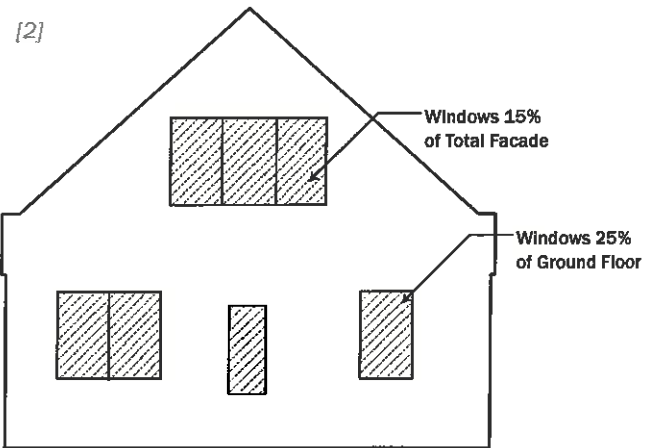 [2]
Windows 15%
of Total Facade
Windows 25%
of Ground Floor